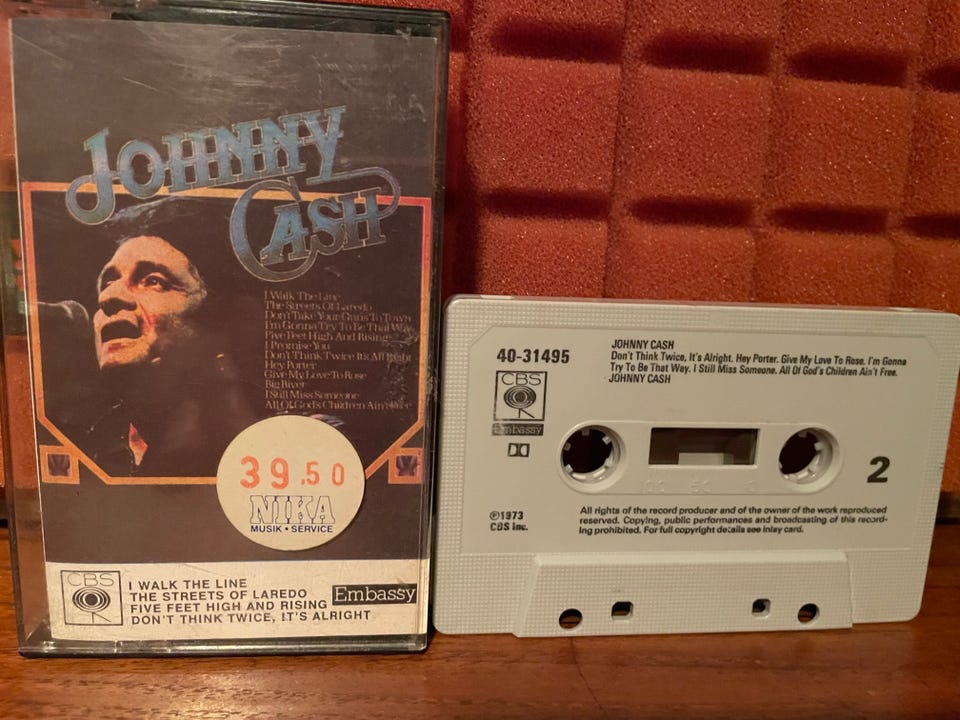 JOHNNY
CASH
I Walk The Line
The Streets Of Laredo
Don't Take Your Guns To Town
I'm Gonna Try To Be That Way
Five Feet High And Rising
I Promise You
Don't Think Twice It's All Right
Hey Porter
Give My Love To Rose
Big River
I Still Miss Someone
All Of God's Children Ain't Free
39.50
NIKA
MUSIK • SERVICE
CBS
I WALK THE LINE
THE STREETS OF LAREDO
FIVE FEET HIGH AND RISING
DON'T THINK TWICE, IT'S ALRIGHT
Embassy
40-31495
JOHNNY CASH
Don't Think Twice, It's Alright. Hey Porter. Give My Love To Rose. I'm Gonna
Try To Be That Way. I Still Miss Someone. All Of God's Children Ain't Free.
JOHNNY CASH
CBS
Embassy
2
100 50 0
℗1973
CBS Inc.
All rights of the record producer and of the owner of the work reproduced
reserved. Copying, public performances and broadcasting of this record-
ing prohibited. For full copyright details see inlay card.